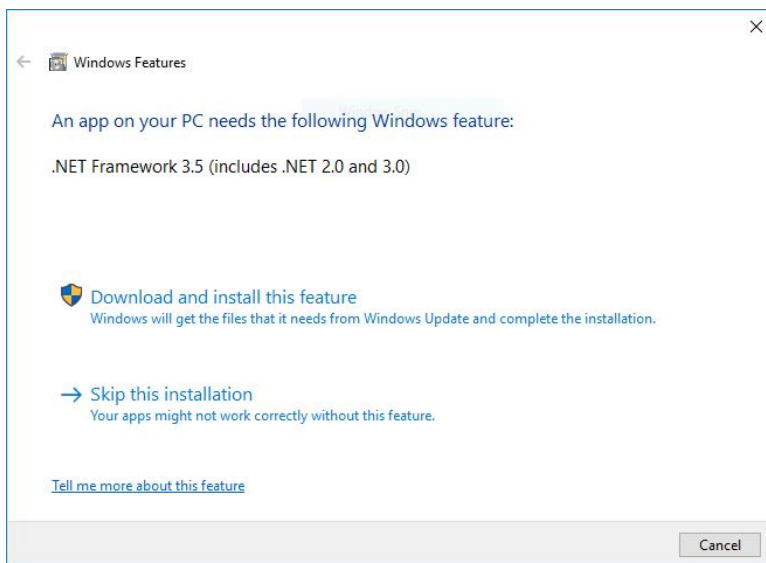 Windows Features
An app on your PC needs the following Windows feature:
.NET Framework 3.5 (includes .NET 2.0 and 3.0)
Download and install this feature
Windows will get the files that it needs from Windows Update and complete the installation.
Skip this installation
Your apps might not work correctly without this feature.
Tell me more about this feature
Cancel